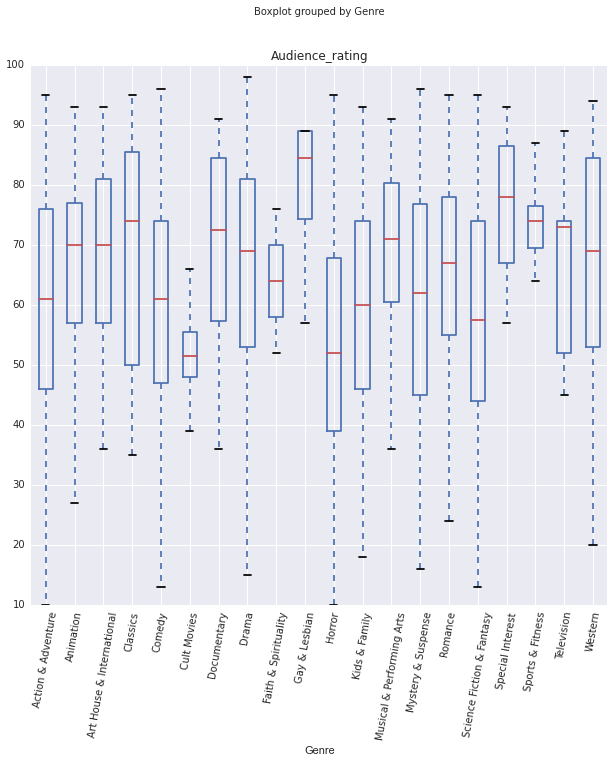 Boxplot grouped by Genre
Audience_rating
100
90
80
70
60
50
40
30
20
10
Action & Adventure
Animation
Art House & International
Classics
Comedy
Cult Movies
Documentary
Drama
Faith & Spirituality
Gay & Lesbian
Horror
Kids & Family
Musical & Performing Arts
Mystery & Suspense
Romance
Science Fiction & Fantasy
Special Interest
Sports & Fitness
Television
Western
Genre